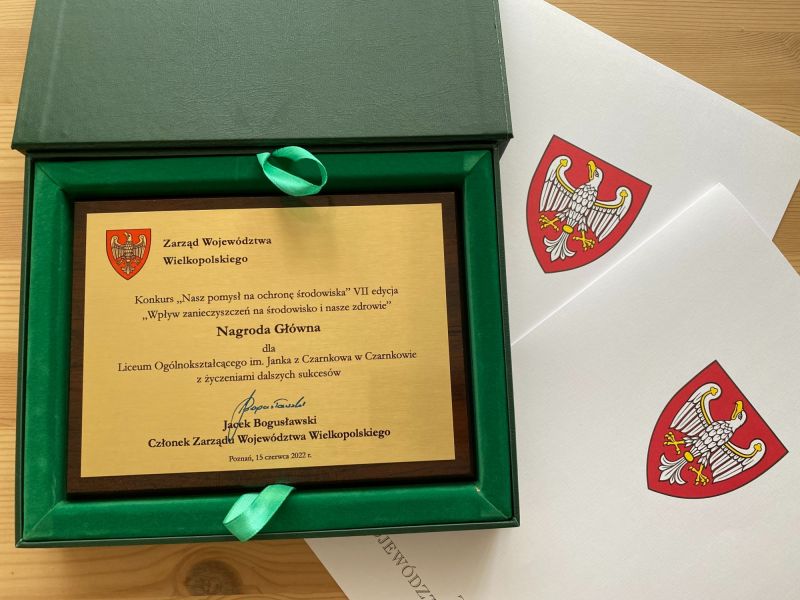 Zarząd Województwa
Wielkopolskiego
Konkurs „Nasz pomysł na ochronę środowiska” VII edycja
„Wpływ zanieczyszczeń na środowisko i nasze zdrowie”
Nagroda Główna
dla
Liceum Ogólnokształcącego im. Janka z Czarnkowa w Czarnkowie
z życzeniami dalszych sukcesów
Jacek Bogusławski
Członek Zarządu Województwa Wielkopolskiego
Poznań, 15 czerwca 2022 r.